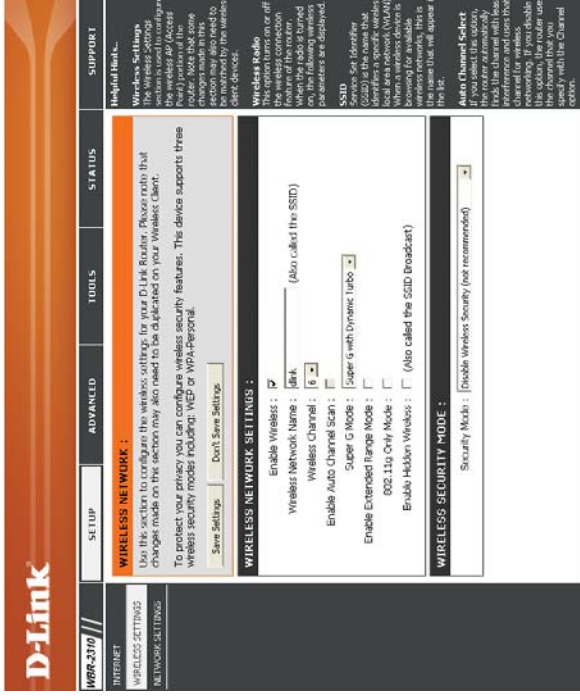 D-Link
WBR-2310
SETUP
ADVANCED
TOOLS
STATUS
SUPPORT
INTERNET
WIRELESS SETTINGS
NETWORK SETTINGS
WIRELESS NETWORK :
Use this section to configure the wireless settings for your D-Link Router. Please note that
changes made on this section may also need to be duplicated on your Wireless Client.
To protect your privacy you can configure wireless security features. This device supports three
wireless security modes including: WEP or WPA-Personal.
Save Settings
Don't Save Settings
WIRELESS NETWORK SETTINGS :
Enable Wireless :
Wireless Network Name : dlink (Also called the SSID)
Wireless Channel : 6
Enable Auto Channel Scan :
Super G Mode : Super G with Dynamic Turbo
Enable Extended Range Mode :
802.11g Only Mode :
Enable Hidden Wireless : (Also called the SSID Broadcast)
WIRELESS SECURITY MODE :
Security Mode : Disable Wireless Security (not recommended)
Helpful Hints..
Wireless Settings
The Wireless Settings
section is used to configure
the wireless AP (Access
Point) portion of the
router. Note that some
changes made in this
section may also need to
be matched by the wireless
client devices.
Wireless Radio
This option turns on or off
the wireless connection
feature of the router.
When the radio is turned
on, the following wireless
parameters are displayed.
SSID
Service Set Identifier
(SSID) is the name that
identifies a specific wireless
local area network (WLAN).
When a wireless device is
browsing for available
wireless networks, this is
the name that will appear in
the list.
Auto Channel Select
If you select this option,
the router automatically
finds the channel with least
interference and uses that
channel for wireless
networking. If you disable
this option, the router uses
the channel that you
specify with the Channel
option.